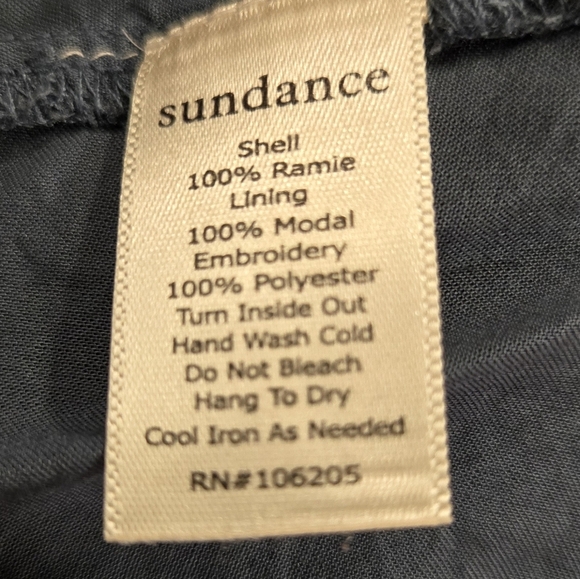 sundance
Shell
100% Ramie
Lining
100% Modal
Embroidery
100% Polyester
Turn Inside Out
Hand Wash Cold
Do Not Bleach
Hang To Dry
Cool Iron As Needed
RN#106205